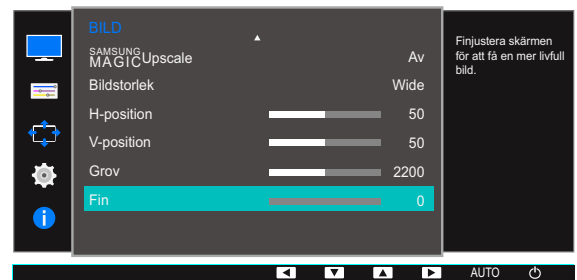 BILD
SAMSUNG
MAGICUpscale Av
Bildstorlek Wide
H-position 50
V-position 50
Grov 2200
Fin 0
Finjustera skärmen
för att få en mer livfull
bild.
AUTO